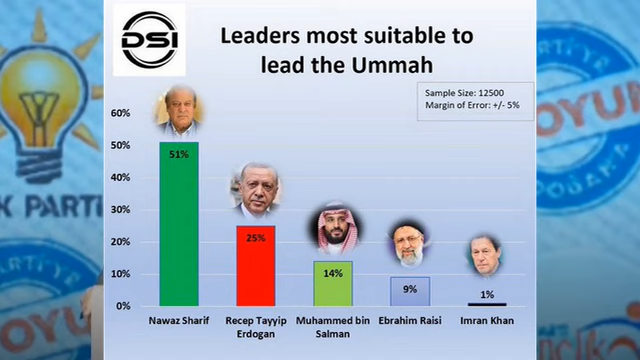 DSI
Leaders most suitable to
lead the Ummah
Sample Size: 12500
Margin of Error: +/- 5%
60%
50%
40%
30%
20%
10%
0%
51%
25%
14%
9%
1%
Nawaz Sharif
Recep Tayyip
Erdogan
Muhammed bin
Salman
Ebrahim Raisi
Imran Khan
K PARTİ
OYUM